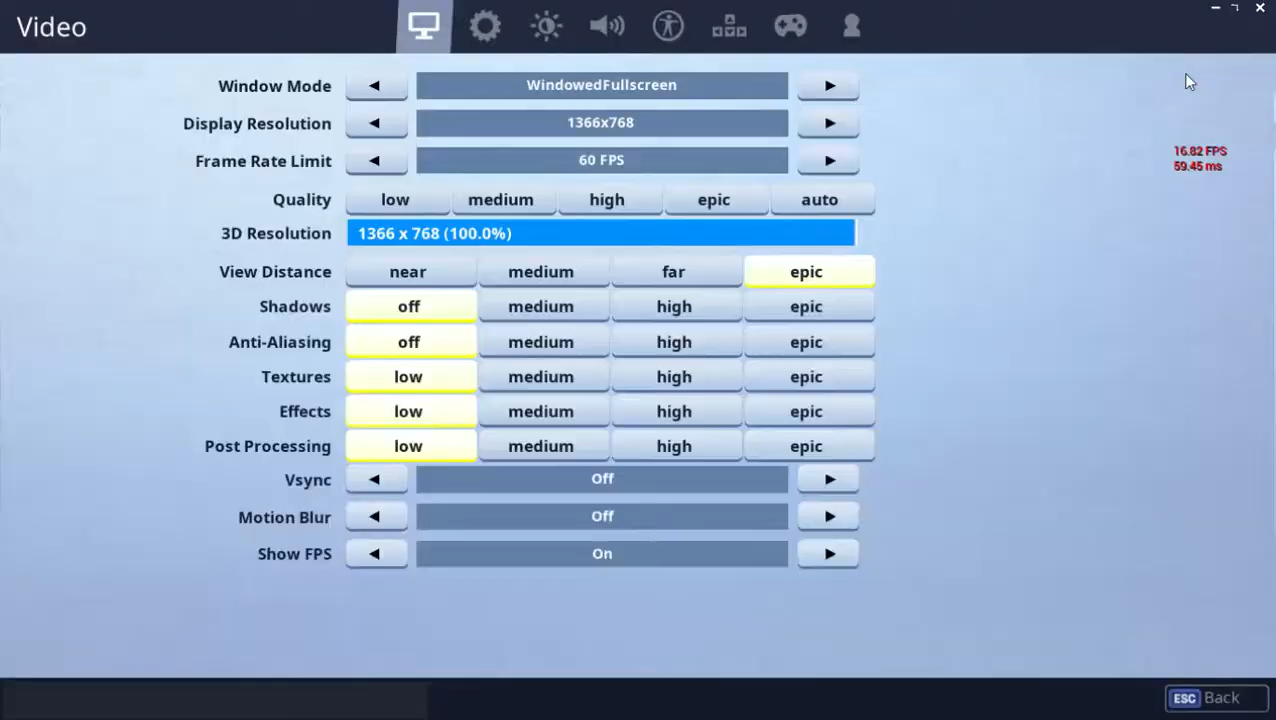 Video
Window Mode ◄ WindowedFullscreen ►
Display Resolution ◄ 1366x768 ►
16.82 FPS
59.45 ms
Frame Rate Limit ◄ 60 FPS ►
Quality low medium high epic auto
3D Resolution 1366 x 768 (100.0%)
View Distance near medium far epic
Shadows off medium high epic
Anti-Aliasing off medium high epic
Textures low medium high epic
Effects low medium high epic
Post Processing low medium high epic
Vsync ◄ Off ►
Motion Blur ◄ Off ►
Show FPS ◄ On ►
ESC Back